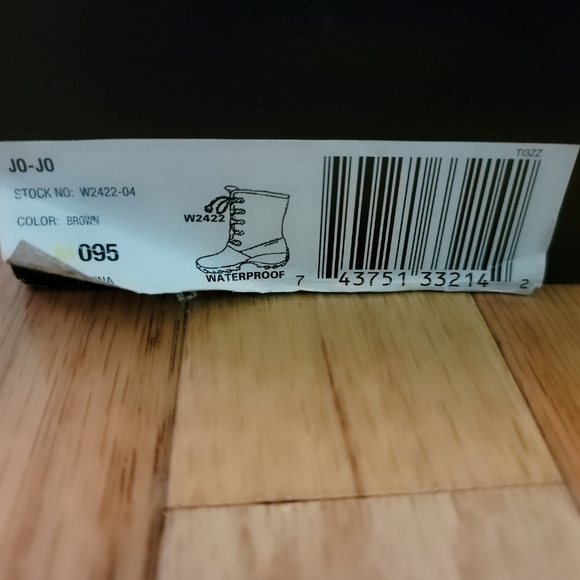 JO-JO
TI3ZZ
STOCK NO: W2422-04
COLOR: BROWN
W2422
095
WATERPROOF
7 43751 33214 2